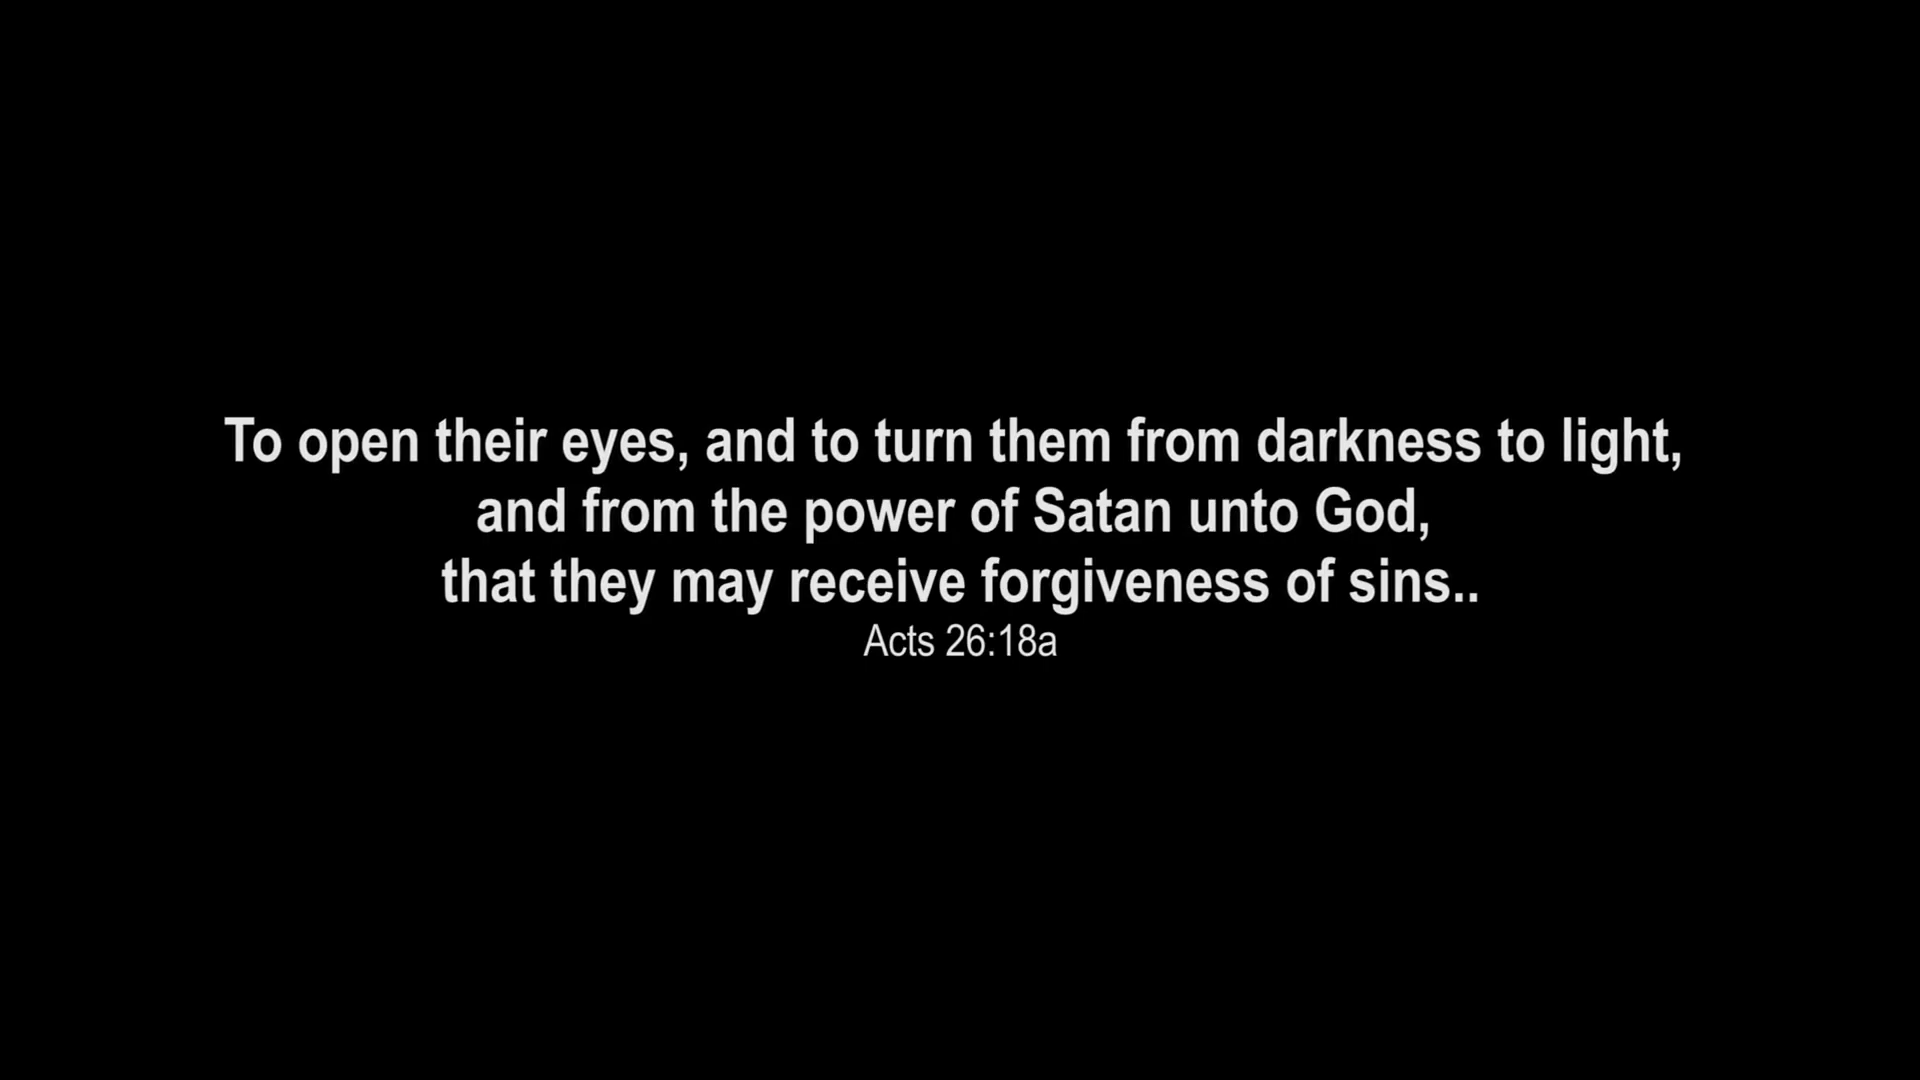 To open their eyes, and to turn them from darkness to light,
and from the power of Satan unto God,
that they may receive forgiveness of sins..
Acts 26:18a